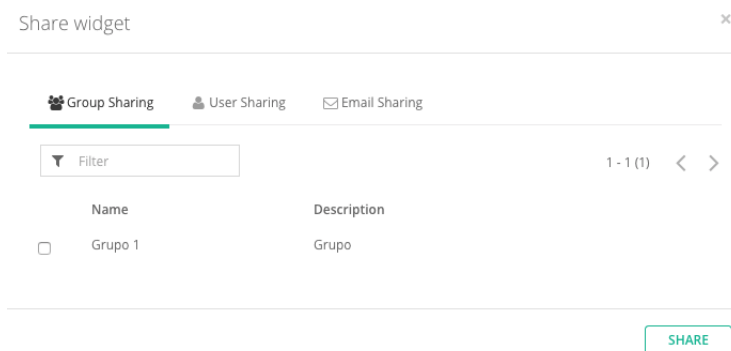 Share widget
Group Sharing User Sharing Email Sharing
Filter 1 - 1 (1)
Name Description
Grupo 1 Grupo
SHARE